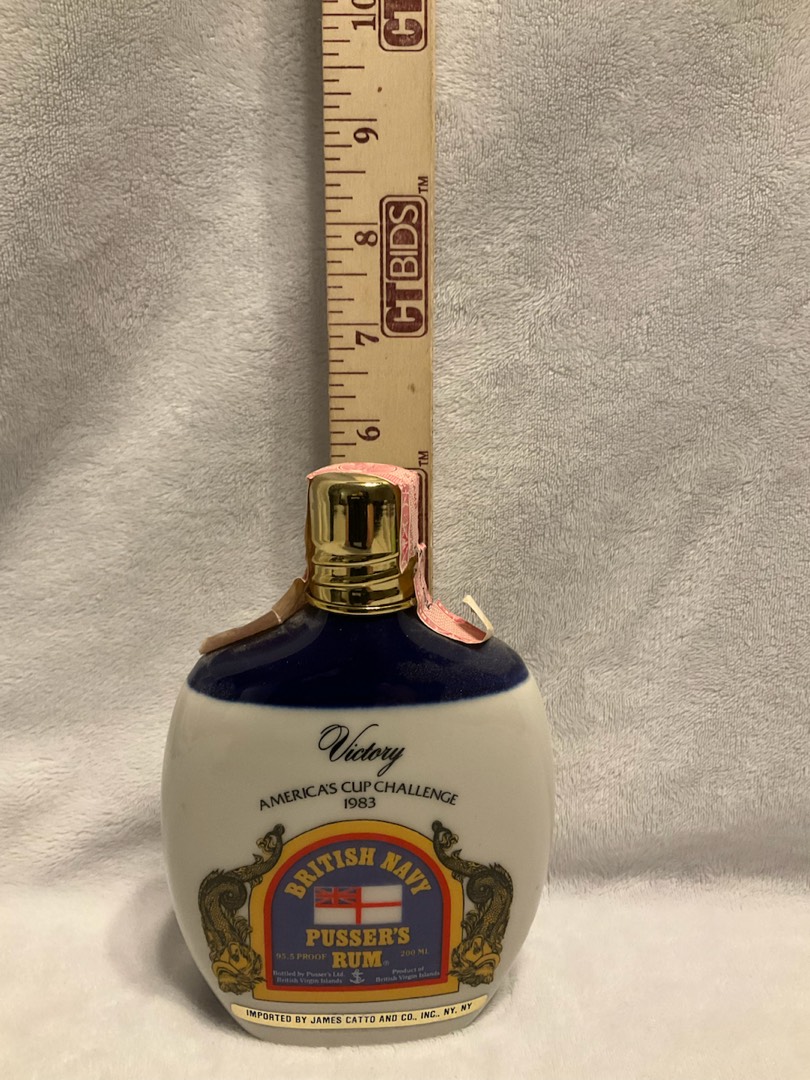 10
CT
9
TM
8
CTBIDS
7
6
TM
Victory
AMERICA'S CUP CHALLENGE
1983
BRITISH NAVY
PUSSER'S
95.5 PROOF RUM® 200 ML
Bottled by Pusser's Ltd. Product of
British Virgin Islands British Virgin Islands
IMPORTED BY JAMES CATTO AND CO., INC., NY, NY